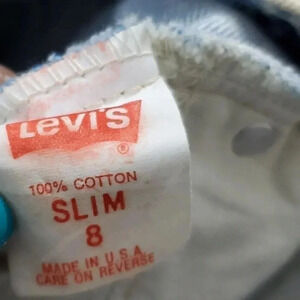 Levi's
100% COTTON
SLIM
8
MADE IN U.S.A.
CARE ON REVERSE